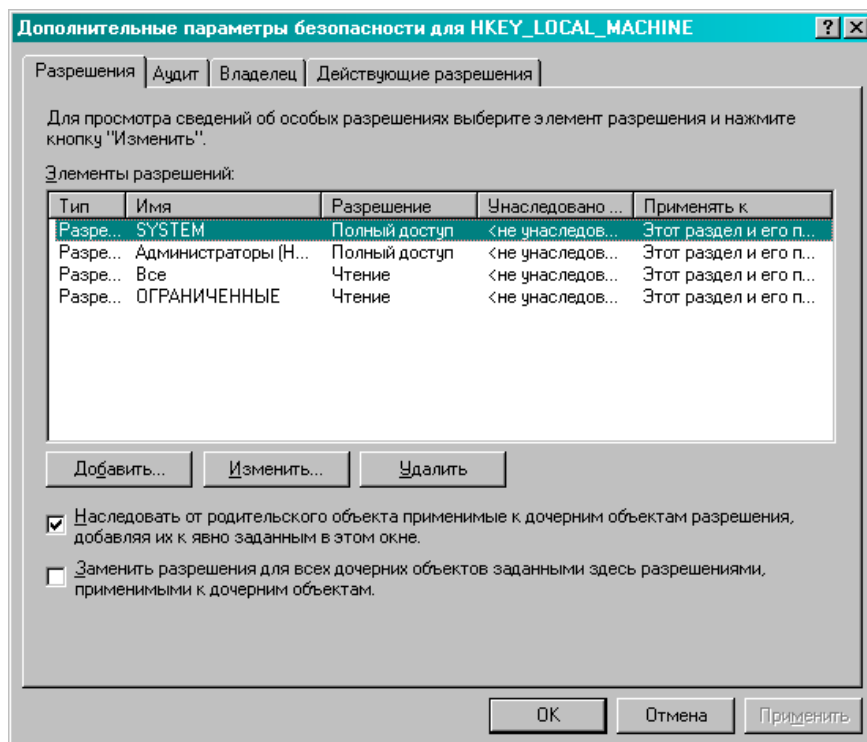 Дополнительные параметры безопасности для HKEY_LOCAL_MACHINE
Разрешения Аудит Владелец Действующие разрешения
Для просмотра сведений об особых разрешениях выберите элемент разрешения и нажмите
кнопку "Изменить".
Элементы разрешений:
Тип Имя Разрешение Унаследовано ... Применять к
Разре... SYSTEM Полный доступ <не унаследов... Этот раздел и его п...
Разре... Администраторы (H... Полный доступ <не унаследов... Этот раздел и его п...
Разре... Все Чтение <не унаследов... Этот раздел и его п...
Разре... ОГРАНИЧЕННЫЕ Чтение <не унаследов... Этот раздел и его п...
Добавить... Изменить... Удалить
Наследовать от родительского объекта применимые к дочерним объектам разрешения,
добавляя их к явно заданным в этом окне.
Заменить разрешения для всех дочерних объектов заданными здесь разрешениями,
применимыми к дочерним объектам.
OK Отмена Применить